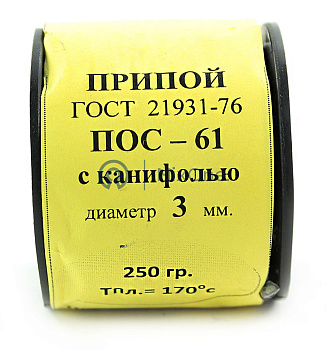 ПРИПОЙ
ГОСТ 21931-76
ПОС – 61
с канифолью
диаметр 3 мм.
250 гр.
Тпл.= 170°с